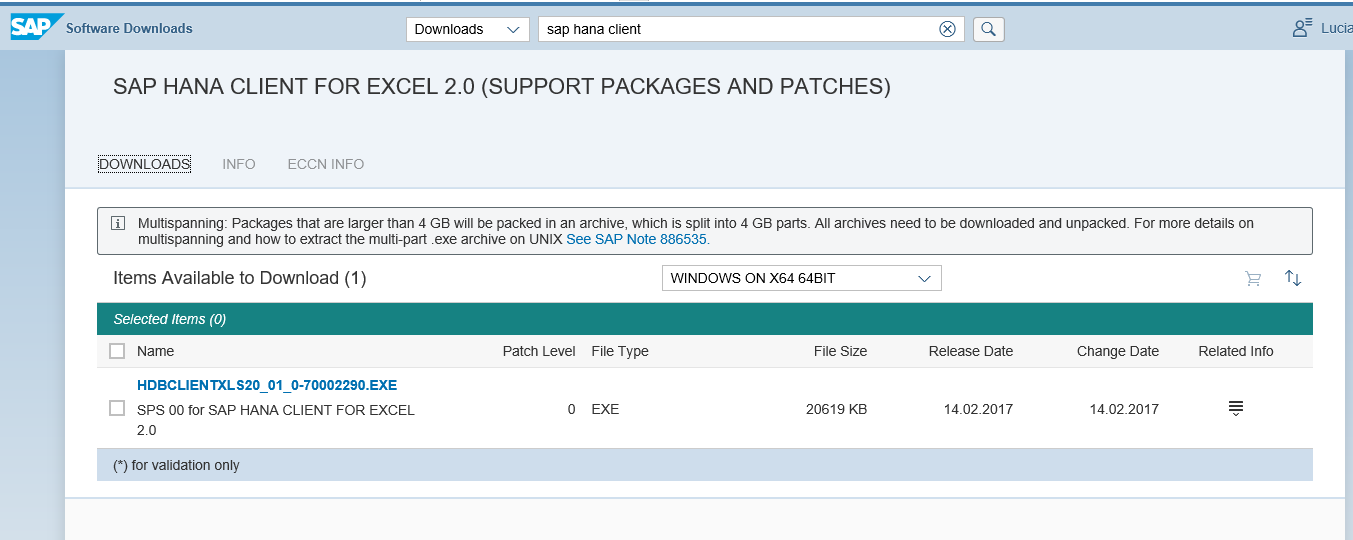 SAP Software Downloads Downloads sap hana client Lucia
SAP HANA CLIENT FOR EXCEL 2.0 (SUPPORT PACKAGES AND PATCHES)
DOWNLOADS INFO ECCN INFO
Multispanning: Packages that are larger than 4 GB will be packed in an archive, which is split into 4 GB parts. All archives need to be downloaded and unpacked. For more details on
multispanning and how to extract the multi-part .exe archive on UNIX See SAP Note 886535.
Items Available to Download (1) WINDOWS ON X64 64BIT
Selected Items (0)
Name Patch Level File Type File Size Release Date Change Date Related Info
HDBCLIENTXLS20_01_0-70002290.EXE
SPS 00 for SAP HANA CLIENT FOR EXCEL 0 EXE 20619 KB 14.02.2017 14.02.2017
2.0
(*) for validation only